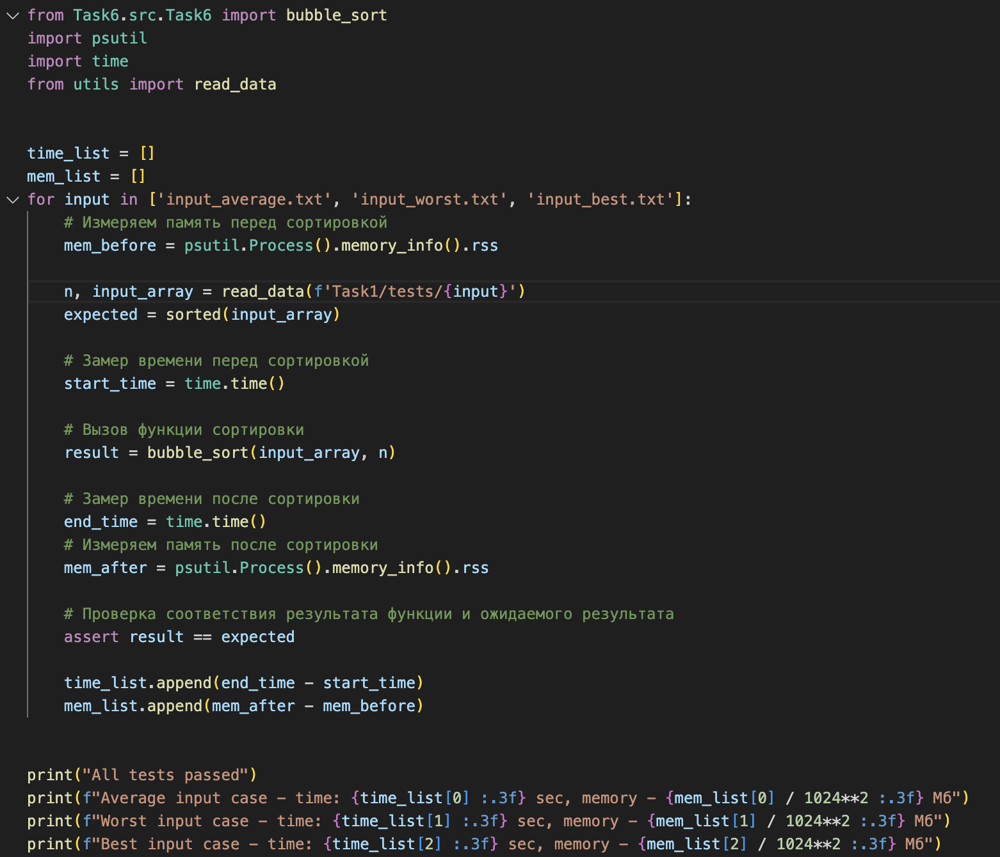 from Task6.src.Task6 import bubble_sort
import psutil
import time
from utils import read_data
time_list = []
mem_list = []
for input in ['input_average.txt', 'input_worst.txt', 'input_best.txt']:
# Измеряем память перед сортировкой
mem_before = psutil.Process().memory_info().rss
n, input_array = read_data(f'Task1/tests/{input}')
expected = sorted(input_array)
# Замер времени перед сортировкой
start_time = time.time()
# Вызов функции сортировки
result = bubble_sort(input_array, n)
# Замер времени после сортировки
end_time = time.time()
# Измеряем память после сортировки
mem_after = psutil.Process().memory_info().rss
# Проверка соответствия результата функции и ожидаемого результата
assert result == expected
time_list.append(end_time - start_time)
mem_list.append(mem_after - mem_before)
print("All tests passed")
print(f"Average input case - time: {time_list[0] :.3f} sec, memory - {mem_list[0] / 1024**2 :.3f} Мб")
print(f"Worst input case - time: {time_list[1] :.3f} sec, memory - {mem_list[1] / 1024**2 :.3f} Мб")
print(f"Best input case - time: {time_list[2] :.3f} sec, memory - {mem_list[2] / 1024**2 :.3f} Мб")